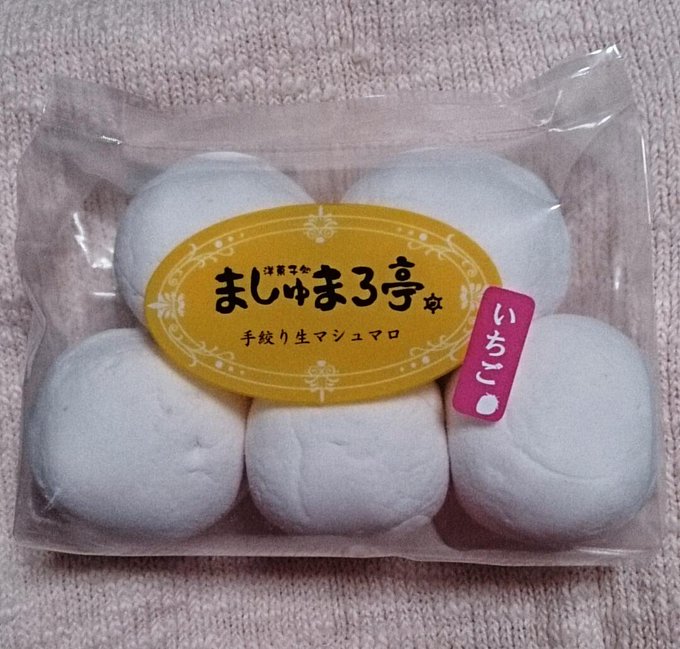 洋菓子処
ましゅまろ亭
手絞り生マシュマロ
いちご